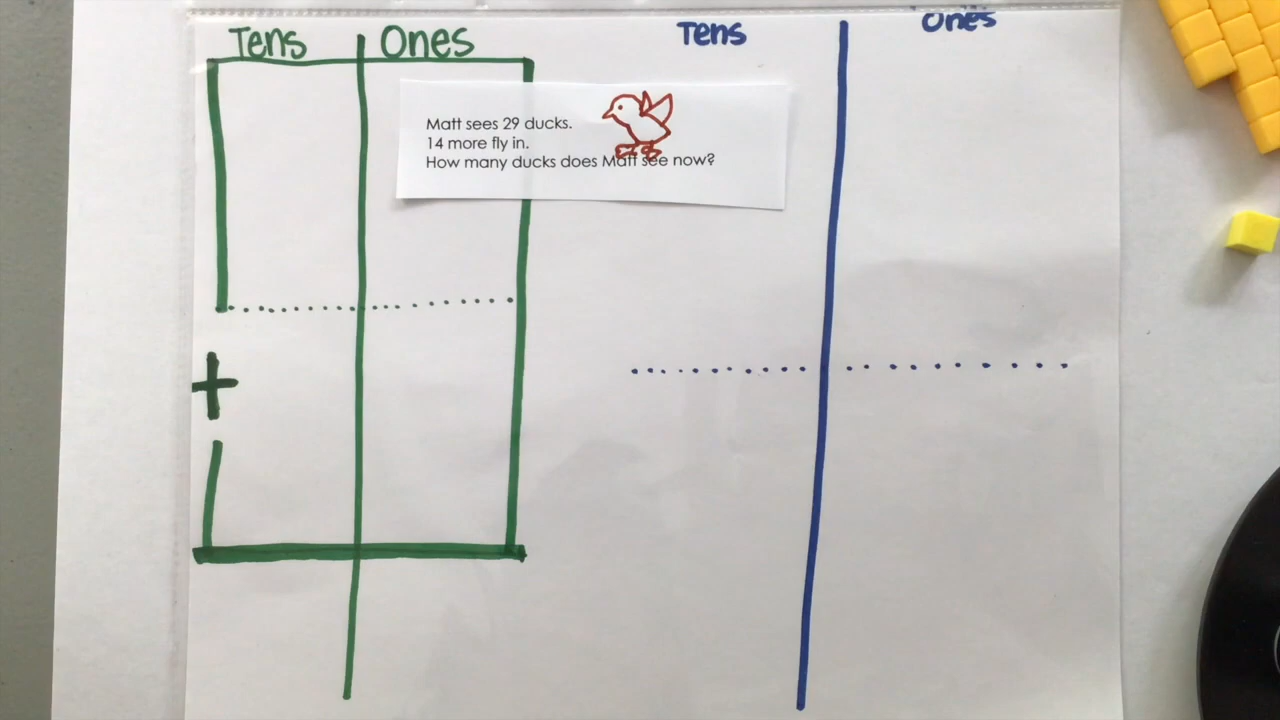 Tens Ones
Tens Ones
Matt sees 29 ducks.
14 more fly in.
How many ducks does Matt see now?
+